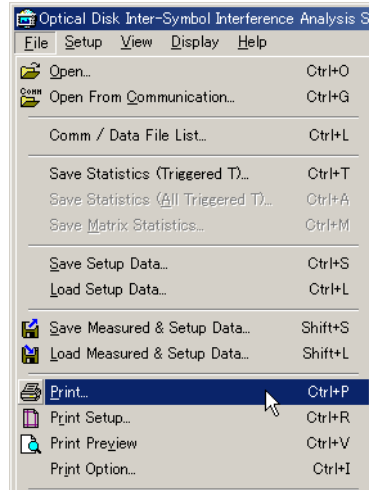 Optical Disk Inter-Symbol Interference Analysis S
File Setup View Display Help
Open... Ctrl+O
COMM Open From Communication... Ctrl+G
Comm / Data File List... Ctrl+L
Save Statistics (Triggered T)... Ctrl+T
Save Statistics (All Triggered T)... Ctrl+A
Save Matrix Statistics... Ctrl+M
Save Setup Data... Ctrl+S
Load Setup Data... Ctrl+L
Save Measured & Setup Data... Shift+S
Load Measured & Setup Data... Shift+L
Print... Ctrl+P
Print Setup... Ctrl+R
Print Preview Ctrl+V
Print Option... Ctrl+I